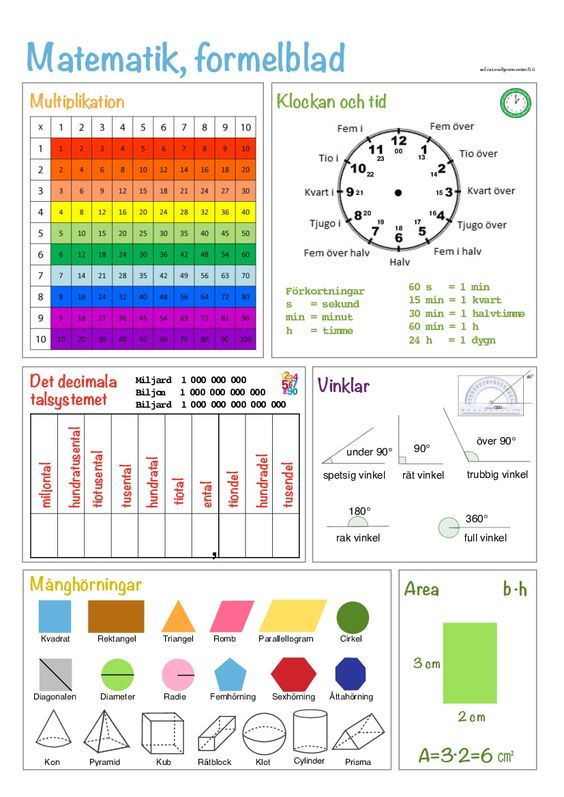 Matematik, formelblad
Multiplikation
x 1 2 3 4 5 6 7 8 9 10
1 1 2 3 4 5 6 7 8 9 10
2 2 4 6 8 10 12 14 16 18 20
3 3 6 9 12 15 18 21 24 27 30
4 4 8 12 16 20 24 28 32 36 40
5 5 10 15 20 25 30 35 40 45 50
6 6 12 18 24 30 36 42 48 54 60
7 7 14 21 28 35 42 49 56 63 70
8 8 16 24 32 40 48 56 64 72 80
9 9 18 27 36 45 54 63 72 81 90
10 10 20 30 40 50 60 70 80 90 100
Klockan och tid
Fem i
Fem över
Tio i
Tio över
Kvart i
Kvart över
Tjugo i
Tjugo över
Fem över halv
Fem i halv
Halv
12 1 2 3 4 5 6 7 8 9 10 11
00 13 14 15 16 17 18 19 20 21 22 23
Förkortningar
s = sekund
min = minut
h = timme
60 s = 1 min
15 min = 1 kvart
30 min = 1 halvtimme
60 min = 1 h
24 h = 1 dygn
Det decimala
talsystemet
Miljard 1 000 000 000
Biljon 1 000 000 000 000
Biljard 1 000 000 000 000 000
miljontal
hundratusental
tiotusental
tusental
hundratal
tiotal
ental
,
tiondel
hundradel
tusendel
Vinklar
under 90°
spetsig vinkel
90°
rät vinkel
över 90°
trubbig vinkel
180°
rak vinkel
360°
full vinkel
Månghörningar
Kvadrat Rektangel Triangel Romb Parallellogram Cirkel
Diagonalen Diameter Radie Femhörning Sexhörning Åttahörning
Kon Pyramid Kub Rätblock Klot Cylinder Prisma
Area b·h
3 cm
2 cm
A=3·2=6 cm²